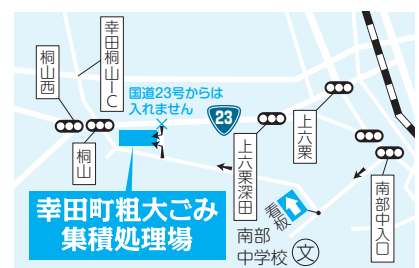 桐山西
幸田桐山IC
国道23号からは
入れません
23
上六栗
桐山
上六栗深田
南部中入口
看板
幸田町粗大ごみ
集積処理場
南部
中学校
文